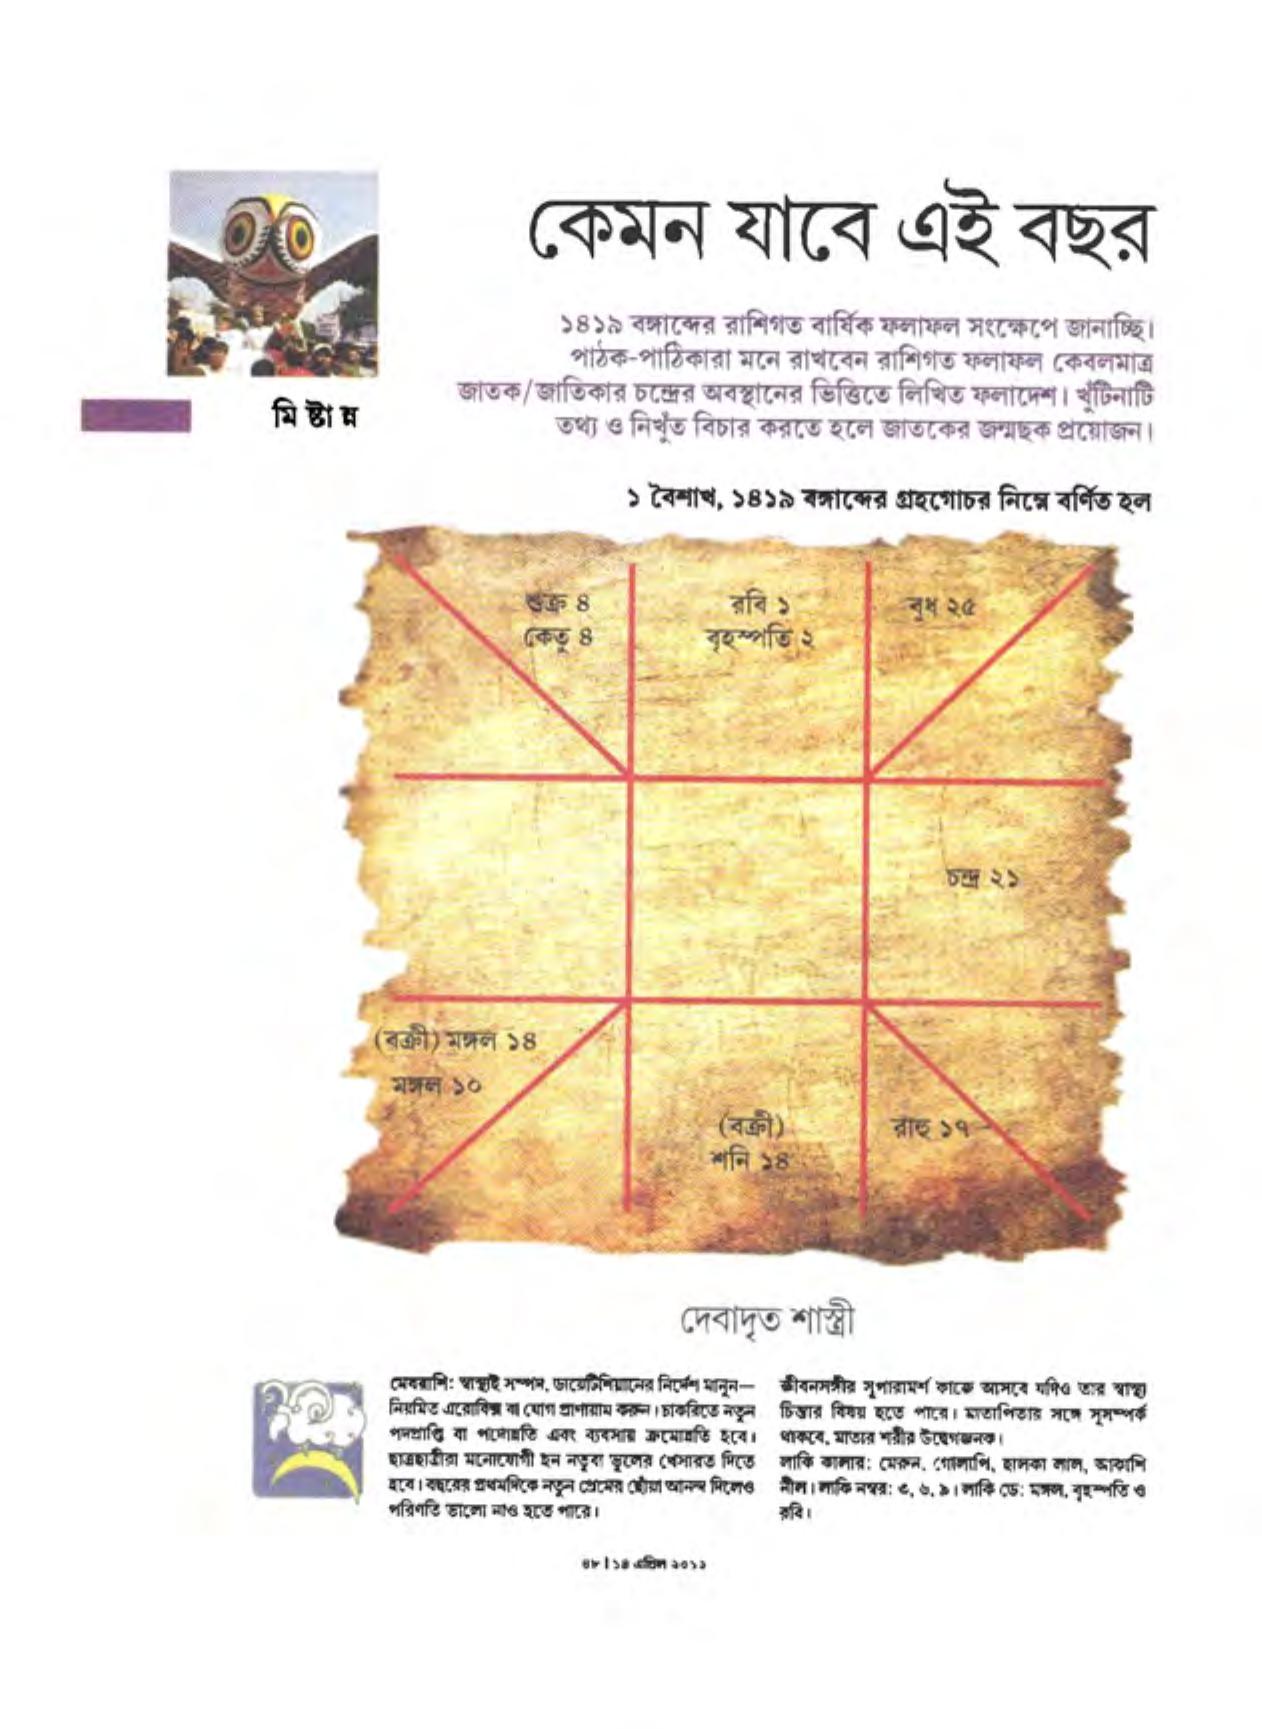 কেমন যাবে এই বছর
১৪১৯ বঙ্গাব্দের রাশিগত বার্ষিক ফলাফল সংক্ষেপে জানাচ্ছি।
পাঠক-পাঠিকারা মনে রাখবেন রাশিগত ফলাফল কেবলমাত্র
জাতক/জাতিকার চন্দ্রের অবস্থানের ভিত্তিতে লিখিত ফলাদেশ। খুঁটিনাটি
তথ্য ও নিখুঁত বিচার করতে হলে জাতকের জন্মছক প্রয়োজন।
মিষ্টান্ন
১ বৈশাখ, ১৪১৯ বঙ্গাব্দের গ্রহগোচর নিম্নে বর্ণিত হল
শুক্র ৪
কেতু ৪
রবি ১
বৃহস্পতি ২
বুধ ২৫
চন্দ্র ২১
(বক্রী) মঙ্গল ১৪
মঙ্গল ১০
(বক্রী)
শনি ১৪
রাহু ১৭
দেবাদৃত শাস্ত্রী
মেষরাশি: স্বাস্থ্যই সম্পদ, ডায়েটিশিয়ানের নির্দেশ মানুন—
নিয়মিত এরোবিক্স বা যোগ প্রাণায়াম করুন। চাকরিতে নতুন
পদপ্রাপ্তি বা পদোন্নতি এবং ব্যবসায় ক্রমোন্নতি হবে।
ছাত্রছাত্রীরা মনোযোগী হন নতুবা ভুলের খেসারত দিতে
হবে। বছরের প্রথমদিকে নতুন প্রেমের ছোঁয়া আনন্দ দিলেও
পরিণতি ভালো নাও হতে পারে।
জীবনসঙ্গীর সুপরামর্শ কাজে আসবে যদিও তার স্বাস্থ্য
চিন্তার বিষয় হতে পারে। মাতাপিতার সঙ্গে সুসম্পর্ক
থাকবে, মাতার শরীর উদ্বেগজনক।
লাকি কালার: মেরুন, গোলাপি, হালকা লাল, আকাশি
নীল। লাকি নম্বর: ৩, ৬, ৯। লাকি ডে: মঙ্গল, বৃহস্পতি ও
রবি।
৪৮ | ১৪ এপ্রিল ২০১১